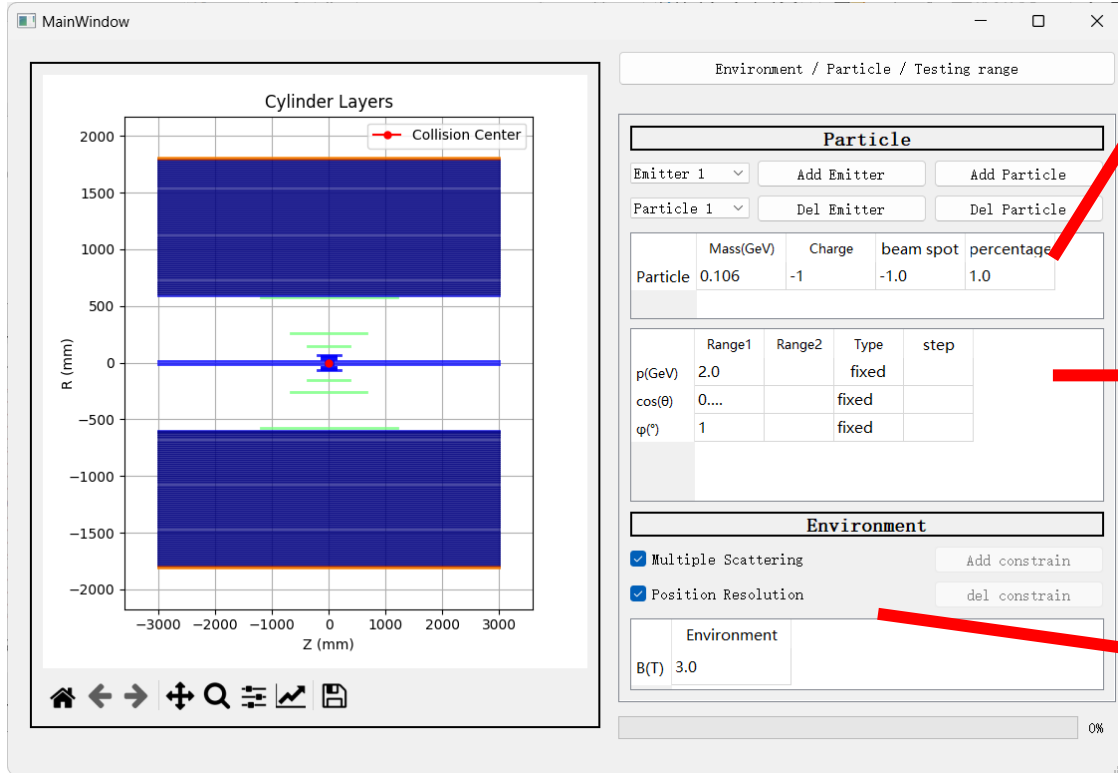 MainWindow
Environment / Particle / Testing range
Cylinder Layers
Collision Center
2000
1500
1000
500
0
−500
−1000
−1500
−2000
R (mm)
−3000 −2000 −1000 0 1000 2000 3000
Z (mm)
Particle
Emitter 1 Add Emitter Add Particle
Particle 1 Del Emitter Del Particle
Mass(GeV) Charge beam spot percentage
Particle 0.106 -1 -1.0 1.0
Range1 Range2 Type step
p(GeV) 2.0 fixed
cos(θ) 0.... fixed
φ(°) 1 fixed
Environment
Multiple Scattering Add constrain
Position Resolution del constrain
Environment
B(T) 3.0
0%